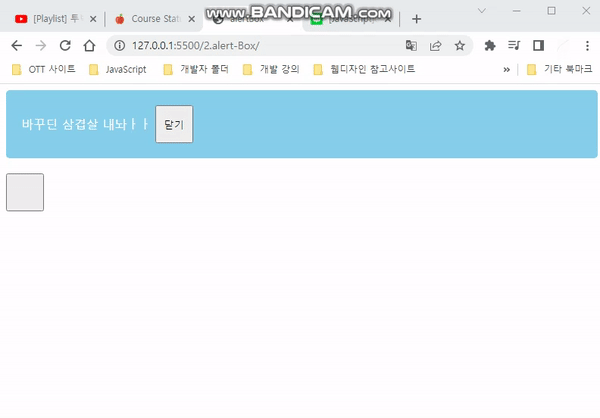 [Playlist] 투
Course Statu
www.BANDICAM.com
alertBox
[JavaScript]
127.0.0.1:5500/2.alert-Box/
OTT 사이트
JavaScript
개발자 폴더
개발 강의
웹디자인 참고사이트
»
기타 북마크
바꾸딘 삼겹살 내놔ㅏㅏ
닫기